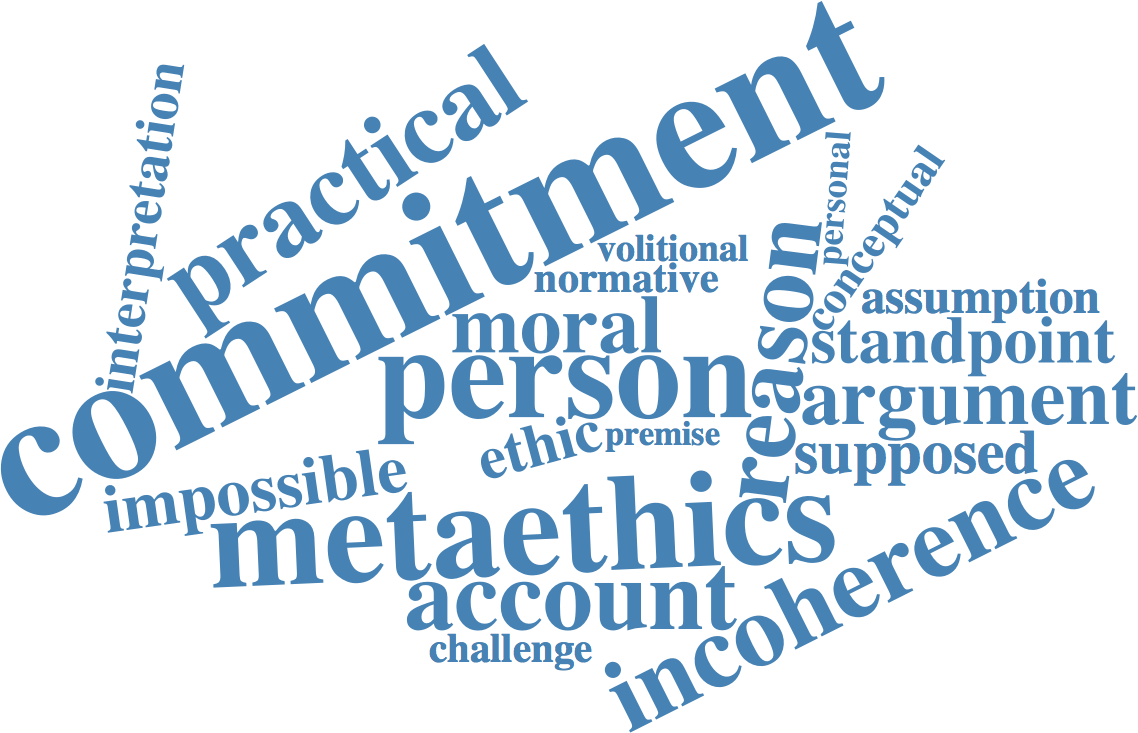 commitment
practical
interpretation
personal
conceptual
volitional
normative
reason
assumption
moral
standpoint
person
argument
ethic
premise
supposed
impossible
metaethics
incoherence
account
challenge